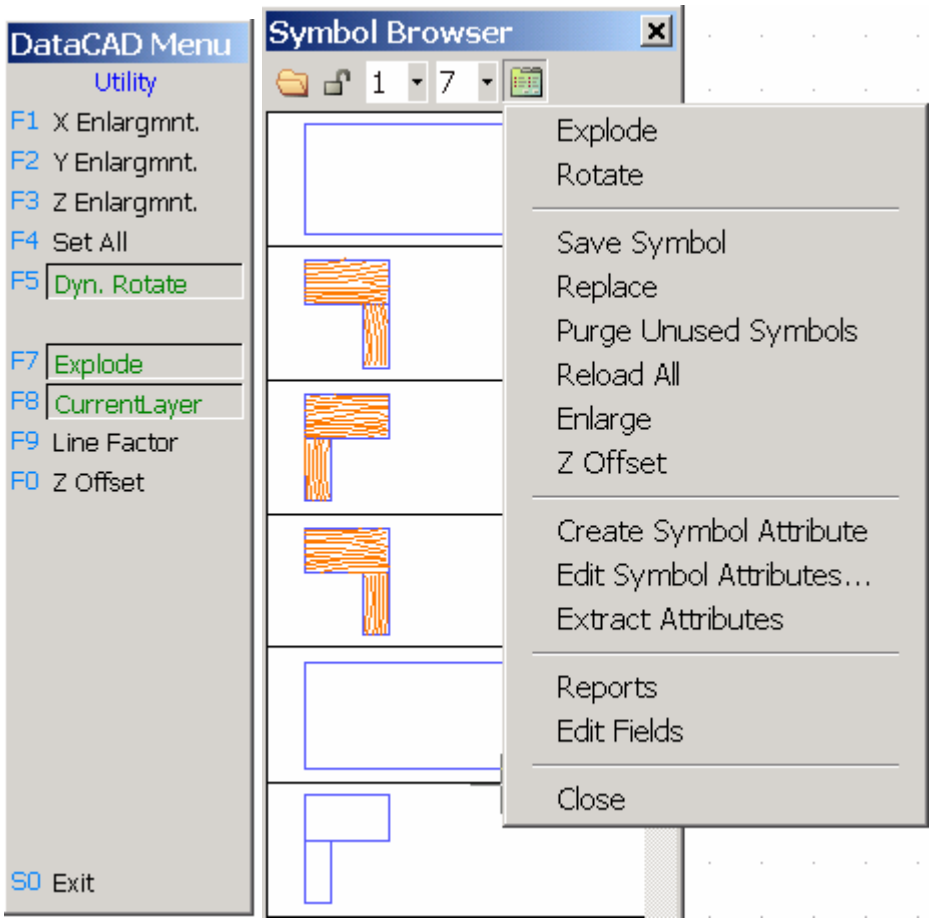 DataCAD Menu
Utility
F1 X Enlargmnt.
F2 Y Enlargmnt.
F3 Z Enlargmnt.
F4 Set All
F5 Dyn. Rotate
F7 Explode
F8 CurrentLayer
F9 Line Factor
F0 Z Offset
S0 Exit
Symbol Browser
1 7
Explode
Rotate
Save Symbol
Replace
Purge Unused Symbols
Reload All
Enlarge
Z Offset
Create Symbol Attribute
Edit Symbol Attributes...
Extract Attributes
Reports
Edit Fields
Close